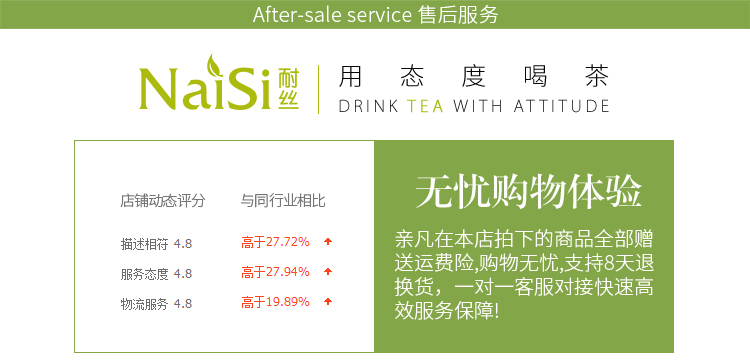 After-sale service 售后服务
NaiSi 耐丝
用态度喝茶
DRINK TEA WITH ATTITUDE
店铺动态评分 与同行业相比
描述相符 4.8 高于27.72%
服务态度 4.8 高于27.94%
物流服务 4.8 高于19.89%
无忧购物体验
亲凡在本店拍下的商品全部赠
送运费险,购物无忧,支持8天退
换货，一对一客服对接快速高
效服务保障!